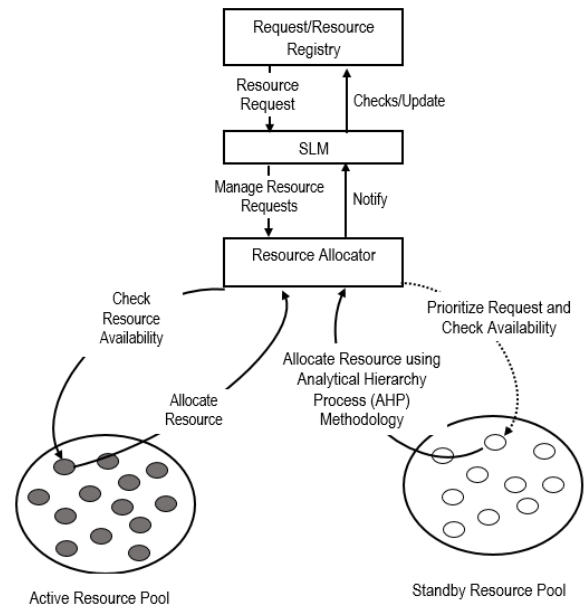 Request/Resource
Registry
Resource
Request
Checks/Update
SLM
Manage Resource
Requests
Notify
Resource Allocator
Check
Resource
Availability
Prioritize Request and
Check Availability
Allocate Resource using
Analytical Hierarchy
Process (AHP)
Methodology
Allocate
Resource
Active Resource Pool
Standby Resource Pool